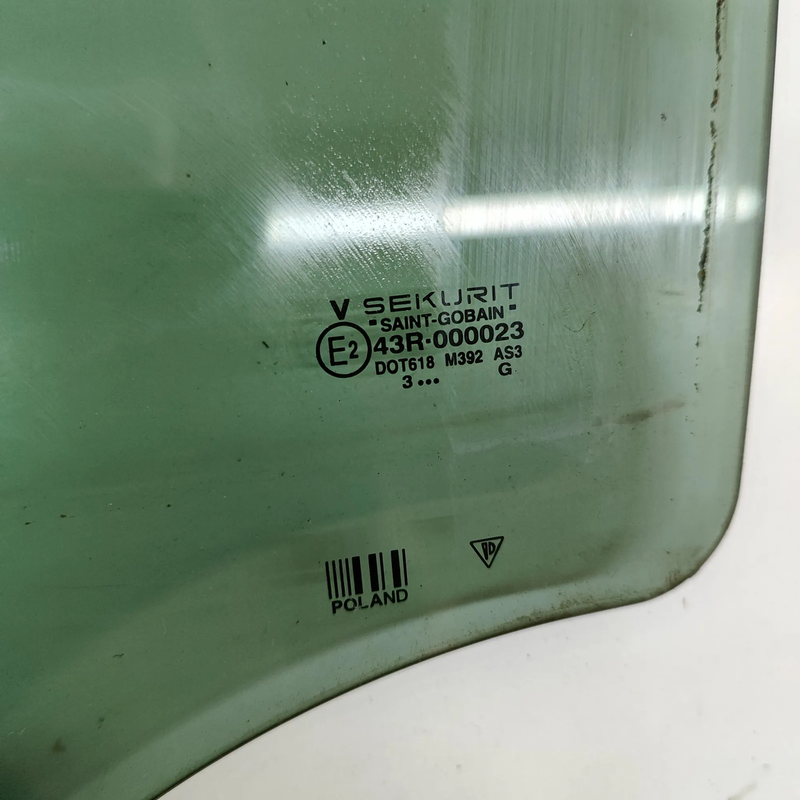 V SEKURIT
"SAINT-GOBAIN"
E2 43R-000023
DOT618 M392 AS3
3... G
POLAND